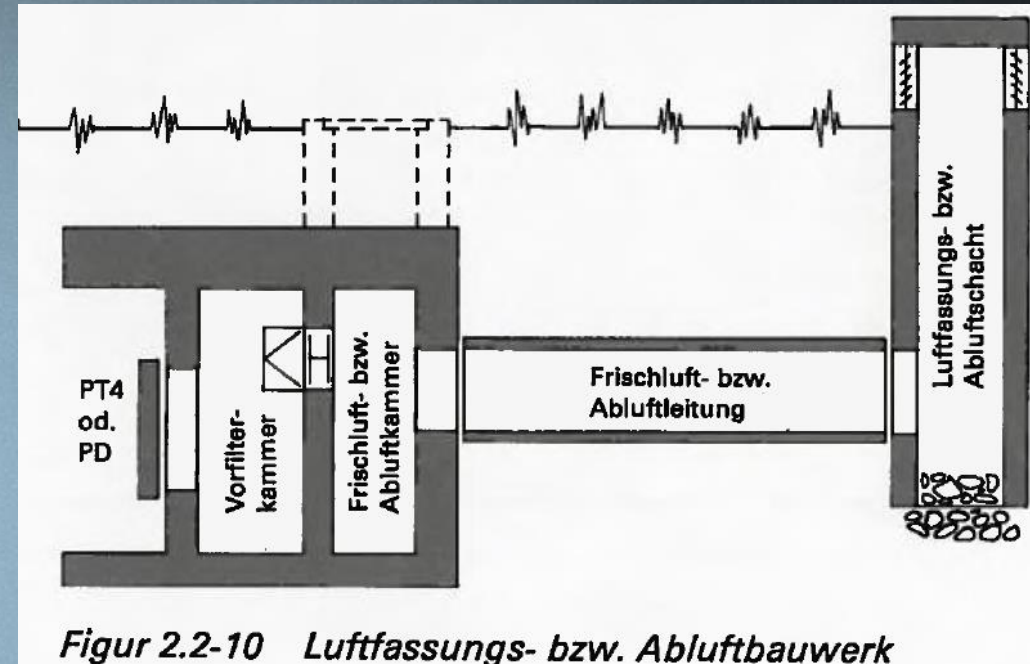 PT4
od.
PD
Vorfilter-
kammer
Frischluft- bzw.
Abluftkammer
Frischluft- bzw.
Abluftleitung
Luftfassungs- bzw.
Abluftschacht
Figur 2.2-10 Luftfassungs- bzw. Abluftbauwerk